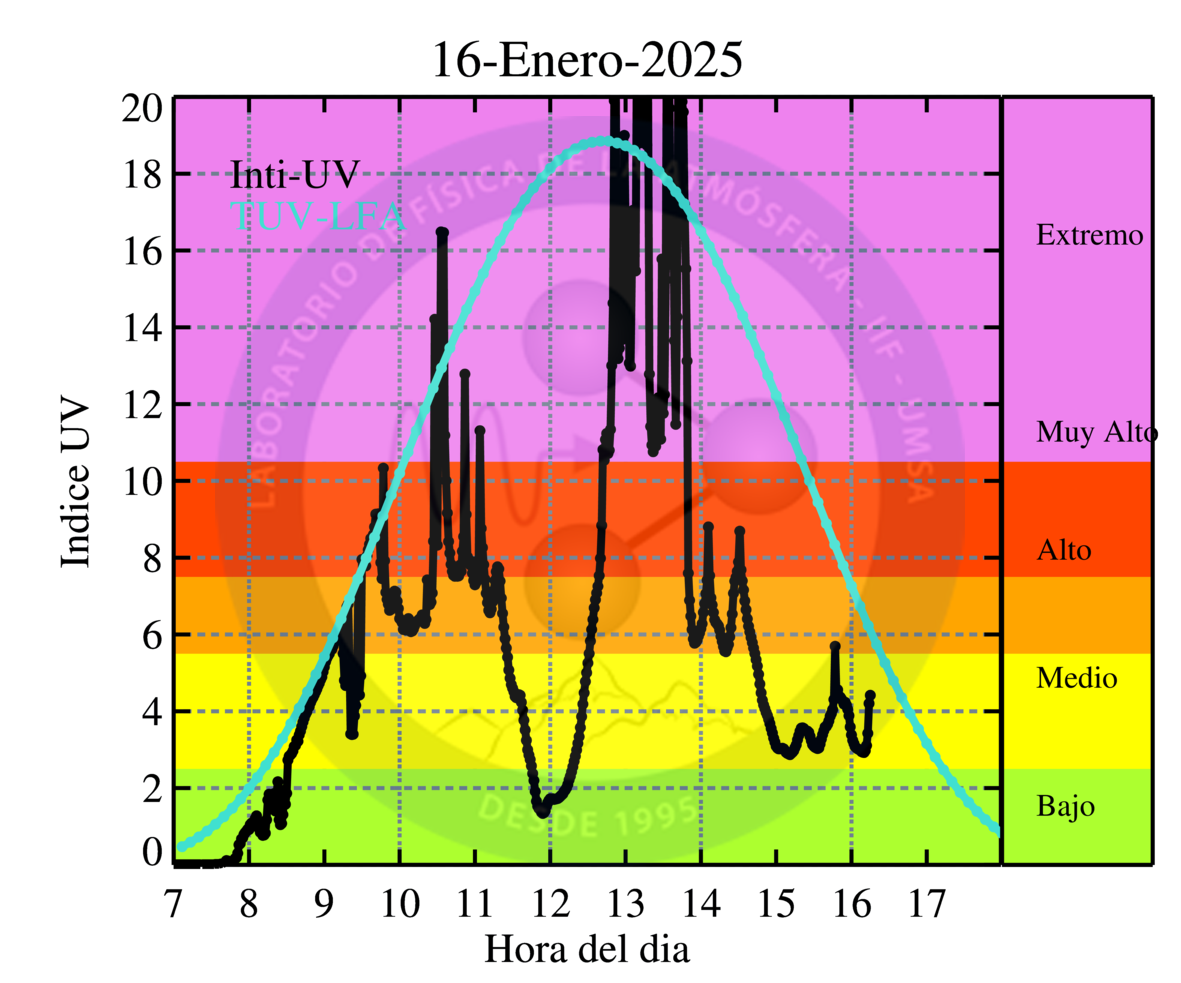 16-Enero-2025
Inti-UV
TUV-LFA
LABORATORIO DE FÍSICA DE LA ATMÓSFERA - IIF - UMSA
DESDE 1995
Indice UV
20
18
16
14
12
10
8
6
4
2
0
7 8 9 10 11 12 13 14 15 16 17
Hora del dia
Extremo
Muy Alto
Alto
Medio
Bajo